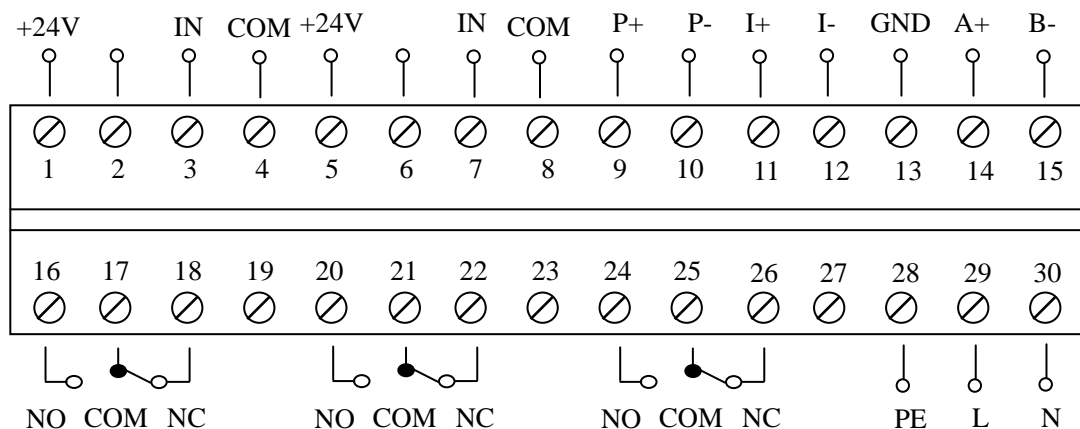 +24V IN COM +24V IN COM P+ P- I+ I- GND A+ B-
1 2 3 4 5 6 7 8 9 10 11 12 13 14 15
16 17 18 19 20 21 22 23 24 25 26 27 28 29 30
NO COM NC NO COM NC NO COM NC PE L N